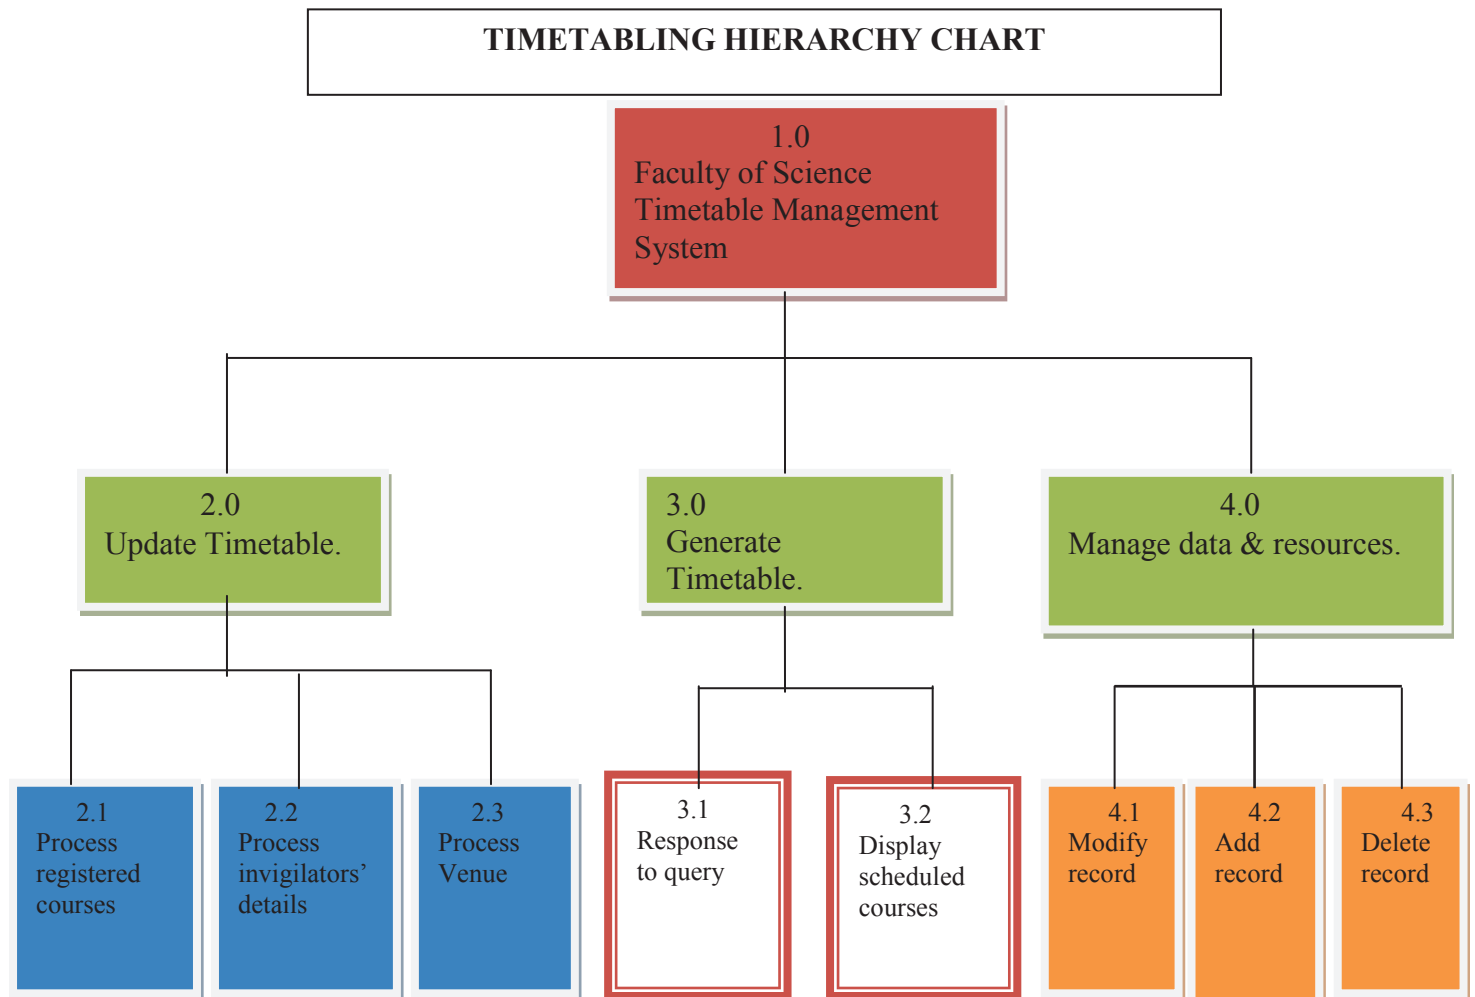 TIMETABLING HIERARCHY CHART
1.0
Faculty of Science
Timetable Management
System
2.0
Update Timetable.
3.0
Generate
Timetable.
4.0
Manage data & resources.
2.1
Process
registered
courses
2.2
Process
invigilators’
details
2.3
Process
Venue
3.1
Response
to query
3.2
Display
scheduled
courses
4.1
Modify
record
4.2
Add
record
4.3
Delete
record